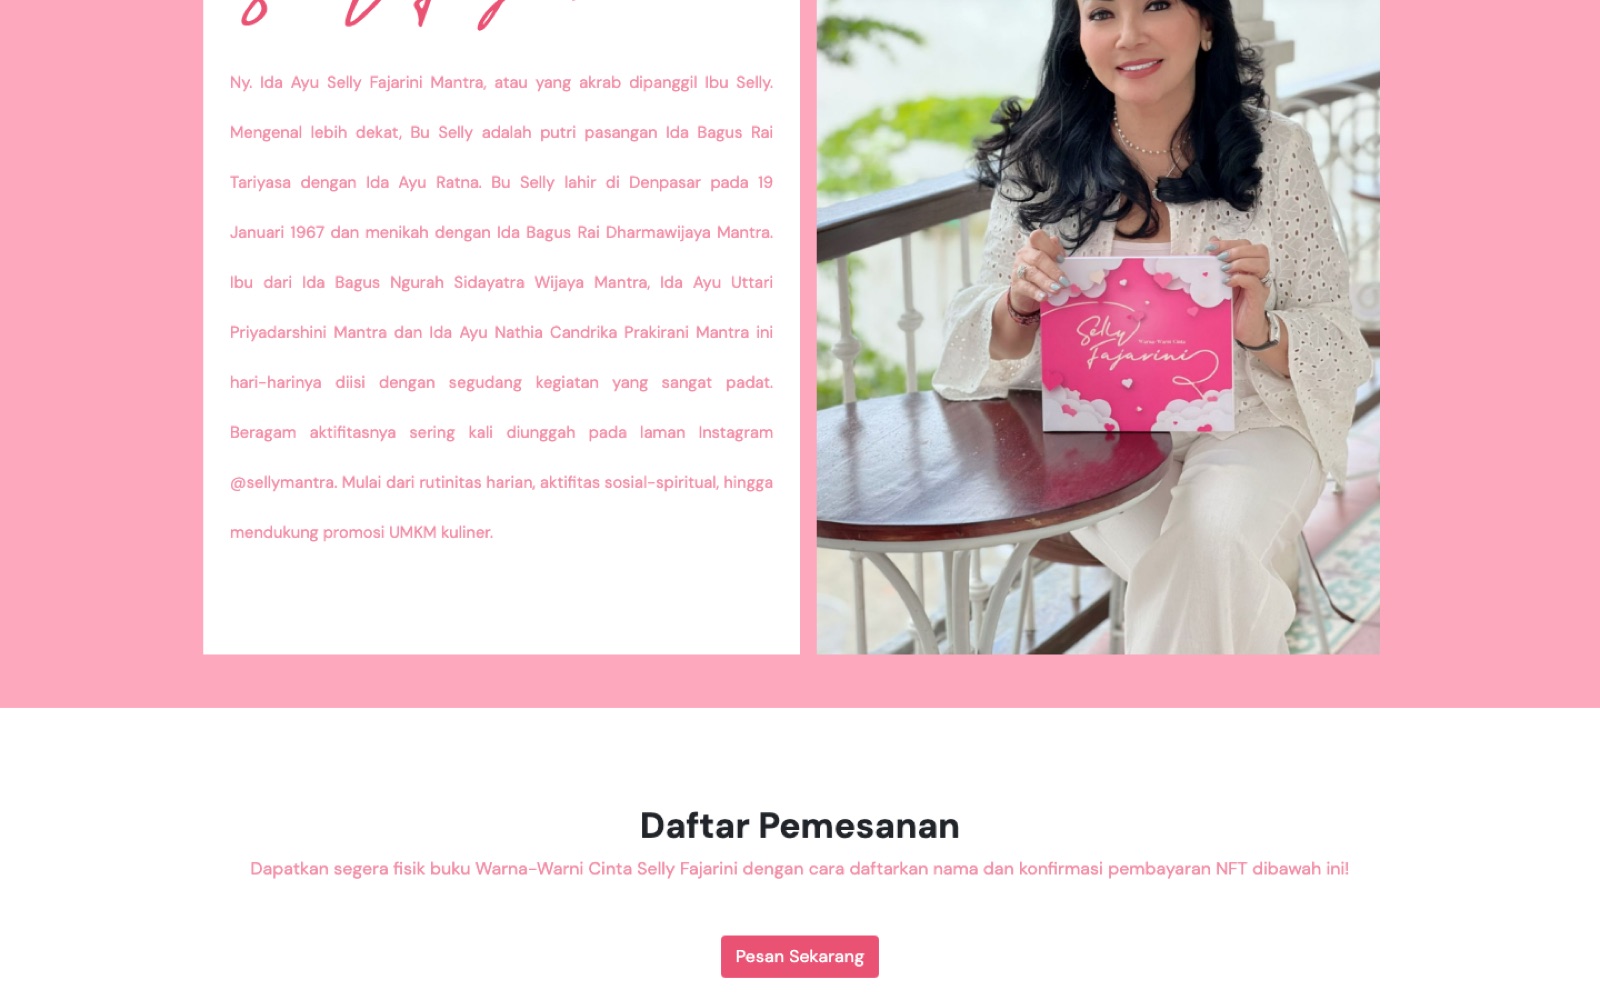 Ny. Ida Ayu Selly Fajarini Mantra, atau yang akrab dipanggil Ibu Selly.
Mengenal lebih dekat, Bu Selly adalah putri pasangan Ida Bagus Rai
Tariyasa dengan Ida Ayu Ratna. Bu Selly lahir di Denpasar pada 19
Januari 1967 dan menikah dengan Ida Bagus Rai Dharmawijaya Mantra.
Ibu dari Ida Bagus Ngurah Sidayatra Wijaya Mantra, Ida Ayu Uttari
Priyadarshini Mantra dan Ida Ayu Nathia Candrika Prakirani Mantra ini
hari-harinya diisi dengan segudang kegiatan yang sangat padat.
Beragam aktifitasnya sering kali diunggah pada laman Instagram
@sellymantra. Mulai dari rutinitas harian, aktifitas sosial-spiritual, hingga
mendukung promosi UMKM kuliner.
Selly
Warna Warni Cinta
Fajarini
Daftar Pemesanan
Dapatkan segera fisik buku Warna-Warni Cinta Selly Fajarini dengan cara daftarkan nama dan konfirmasi pembayaran NFT dibawah ini!
Pesan Sekarang